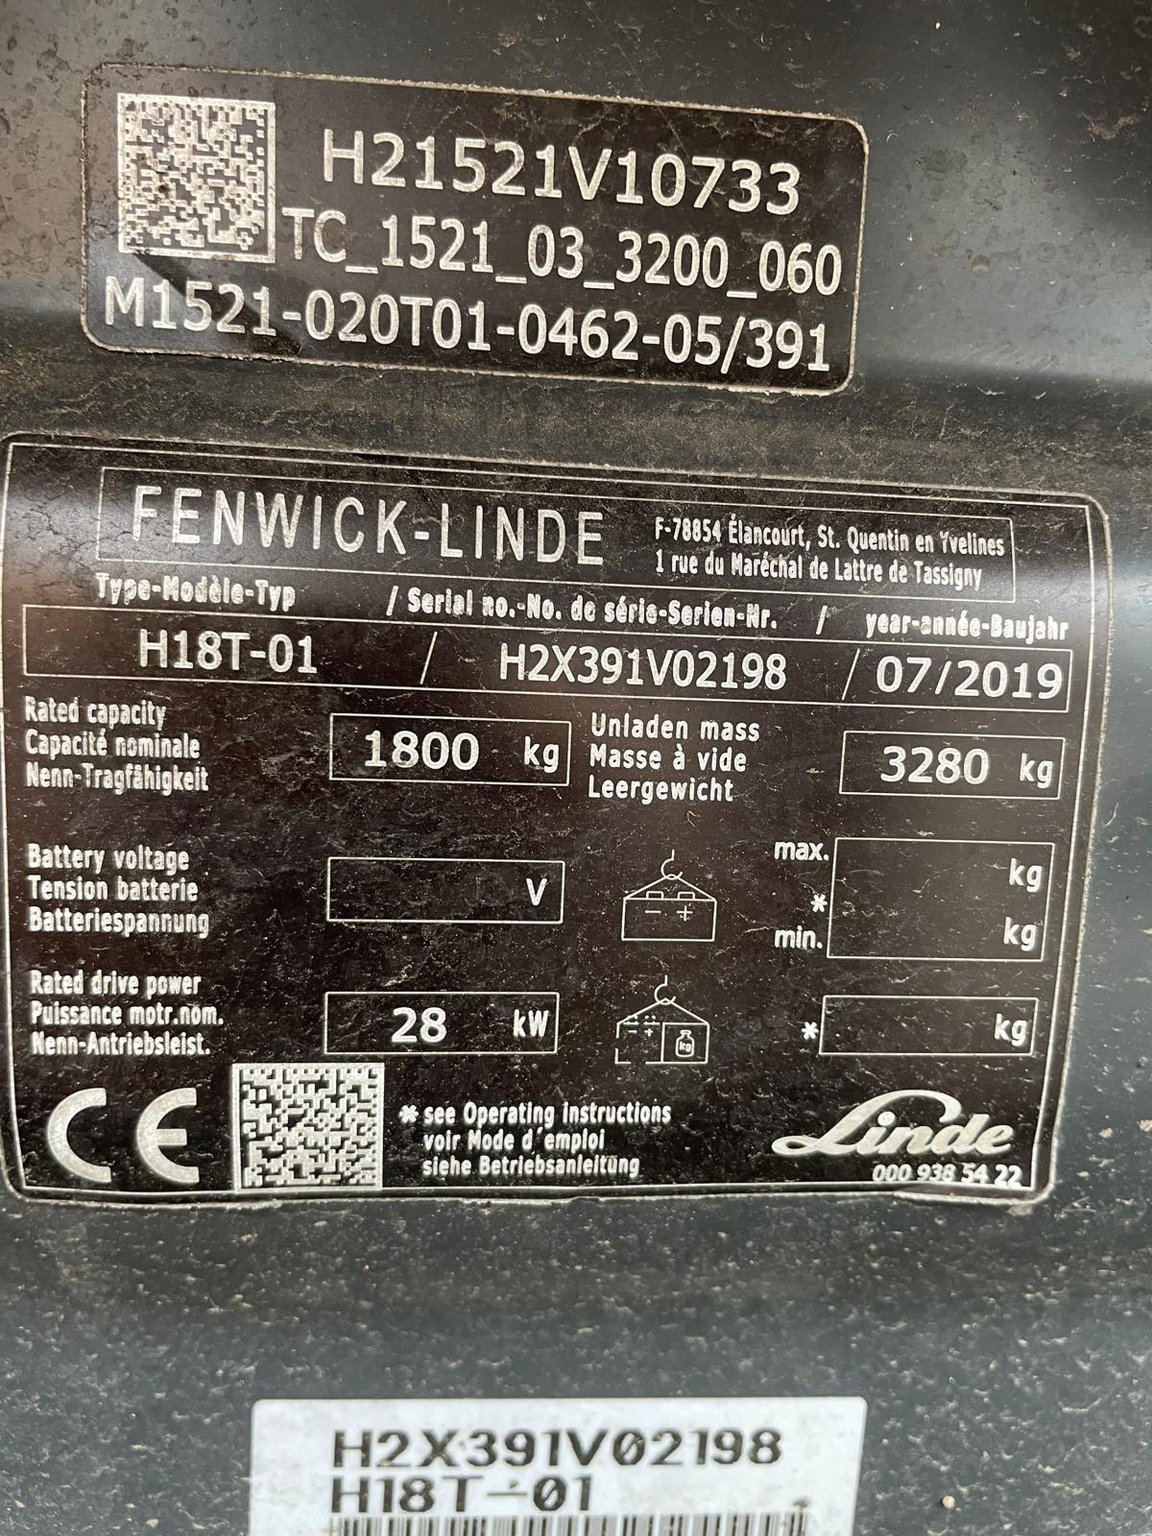 H21521V10733
TC_1521_03_3200_060
M1521-020T01-0462-05/391
FENWICK-LINDE
F-78854 Élancourt, St. Quentin en Yvelines
1 rue du Maréchal de Lattre de Tassigny
Type-Modèle-Typ / Serial no.-No. de série-Serien-Nr. / year-année-Baujahr
H18T-01 / H2X391V02198 / 07/2019
Rated capacity
Capacité nominale
Nenn-Tragfähigkeit
1800 kg
Unladen mass
Masse à vide
Leergewicht
3280 kg
Battery voltage
Tension batterie
Batteriespannung
V
- +
max.
*
min.
kg
kg
Rated drive power
Puissance motr.nom.
Nenn-Antriebsleist.
28 kW
- +
kg
* kg
CE
* see Operating instructions
voir Mode d'emploi
siehe Betriebsanleitung
Linde
000 938 54 22
H2X391V02198
H18T-01